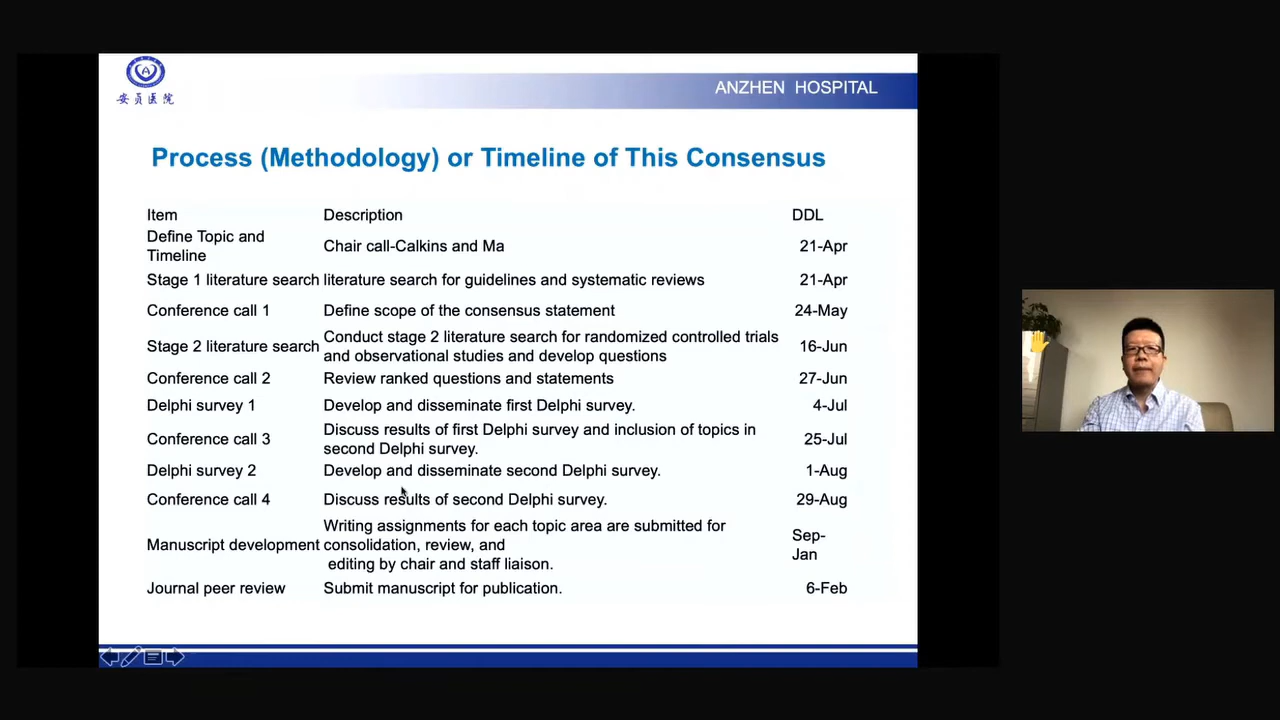 安贞医院
ANZHEN HOSPITAL
Process (Methodology) or Timeline of This Consensus
Item Description DDL
Define Topic and
Timeline
Chair call-Calkins and Ma 21-Apr
Stage 1 literature search literature search for guidelines and systematic reviews 21-Apr
Conference call 1 Define scope of the consensus statement 24-May
Stage 2 literature search
Conduct stage 2 literature search for randomized controlled trials
and observational studies and develop questions
16-Jun
Conference call 2 Review ranked questions and statements 27-Jun
Delphi survey 1 Develop and disseminate first Delphi survey. 4-Jul
Conference call 3
Discuss results of first Delphi survey and inclusion of topics in
second Delphi survey.
25-Jul
Delphi survey 2 Develop and disseminate second Delphi survey. 1-Aug
Conference call 4 Discuss results of second Delphi survey. 29-Aug
Manuscript development
Writing assignments for each topic area are submitted for
consolidation, review, and
editing by chair and staff liaison.
Sep-
Jan
Journal peer review Submit manuscript for publication. 6-Feb